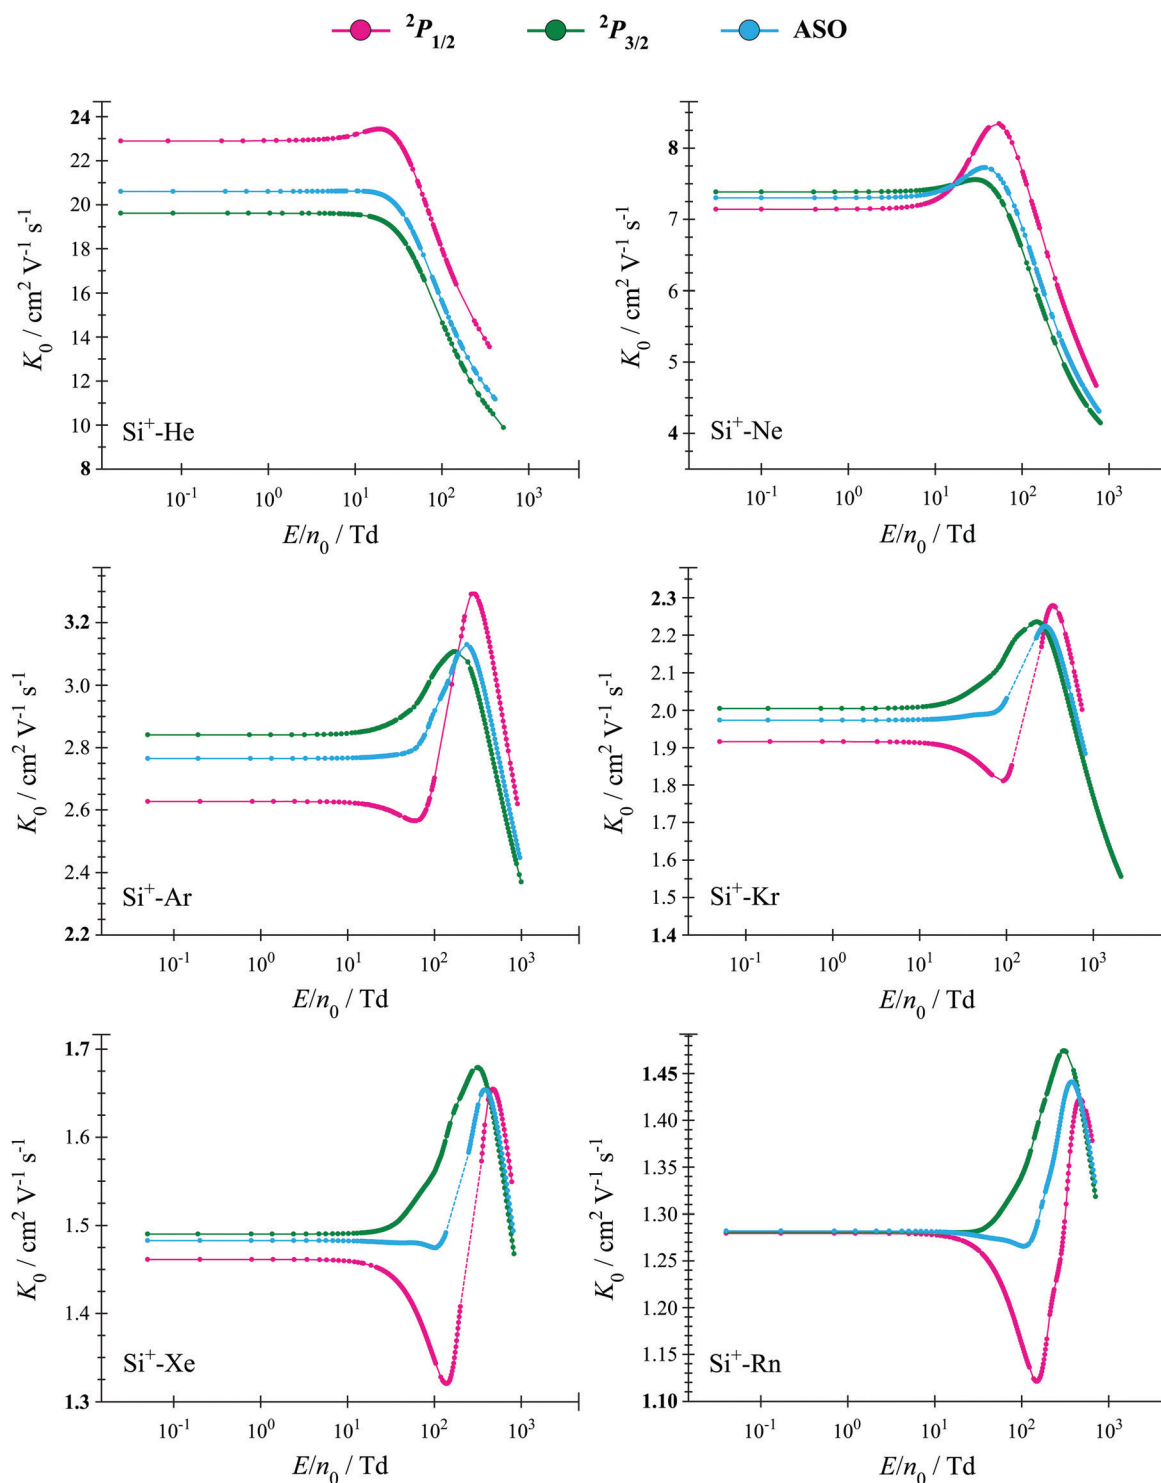 ²P₁/₂ ²P₃/₂ ASO
24
22
20
18
16
14
12
10
8
K₀ / cm² V⁻¹ s⁻¹
Si⁺-He
10⁻¹ 10⁰ 10¹ 10² 10³
E/n₀ / Td
8
7
6
5
4
K₀ / cm² V⁻¹ s⁻¹
Si⁺-Ne
10⁻¹ 10⁰ 10¹ 10² 10³
E/n₀ / Td
3.2
3.0
2.8
2.6
2.4
2.2
K₀ / cm² V⁻¹ s⁻¹
Si⁺-Ar
10⁻¹ 10⁰ 10¹ 10² 10³
E/n₀ / Td
2.3
2.2
2.1
2.0
1.9
1.8
1.7
1.6
1.5
1.4
K₀ / cm² V⁻¹ s⁻¹
Si⁺-Kr
10⁻¹ 10⁰ 10¹ 10² 10³
E/n₀ / Td
1.7
1.6
1.5
1.4
1.3
K₀ / cm² V⁻¹ s⁻¹
Si⁺-Xe
10⁻¹ 10⁰ 10¹ 10² 10³
E/n₀ / Td
1.45
1.40
1.35
1.30
1.25
1.20
1.15
1.10
K₀ / cm² V⁻¹ s⁻¹
Si⁺-Rn
10⁻¹ 10⁰ 10¹ 10² 10³
E/n₀ / Td